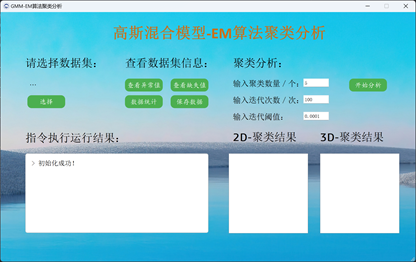 GMM-EM算法聚类分析
高斯混合模型-EM算法聚类分析
请选择数据集：
查看数据集信息：
聚类分析：
...
选择
查看异常值
查看缺失值
数据统计
保存数据
输入聚类数量 / 个：
输入迭代次数 / 次：
100
输入迭代阈值：
0.0001
开始分析
指令执行运行结果：
2D-聚类结果
3D-聚类结果
> 初始化成功！